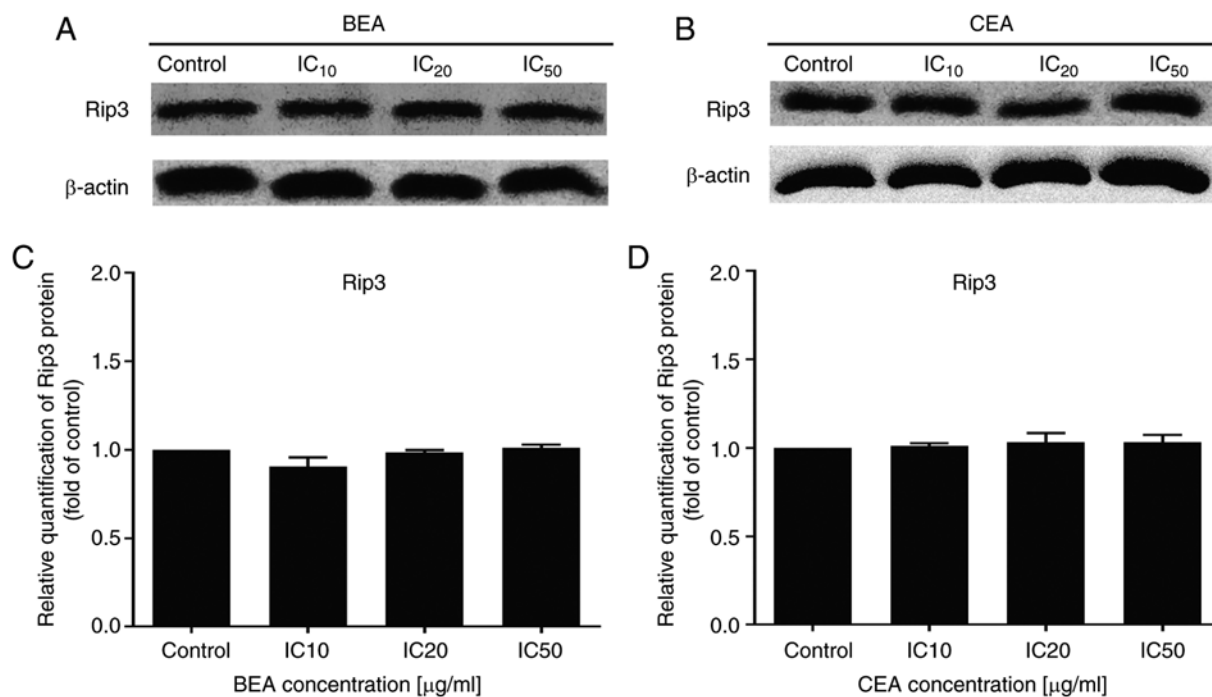 A
BEA
Control IC10 IC20 IC50
Rip3
β-actin
B
CEA
Control IC10 IC20 IC50
Rip3
β-actin
C
Rip3
Relative quantification of Rip3 protein
(fold of control)
2.0
1.5
1.0
0.5
0.0
Control IC10 IC20 IC50
BEA concentration [μg/ml]
D
Rip3
Relative quantification of Rip3 protein
(fold of control)
2.0
1.5
1.0
0.5
0.0
Control IC10 IC20 IC50
CEA concentration [μg/ml]